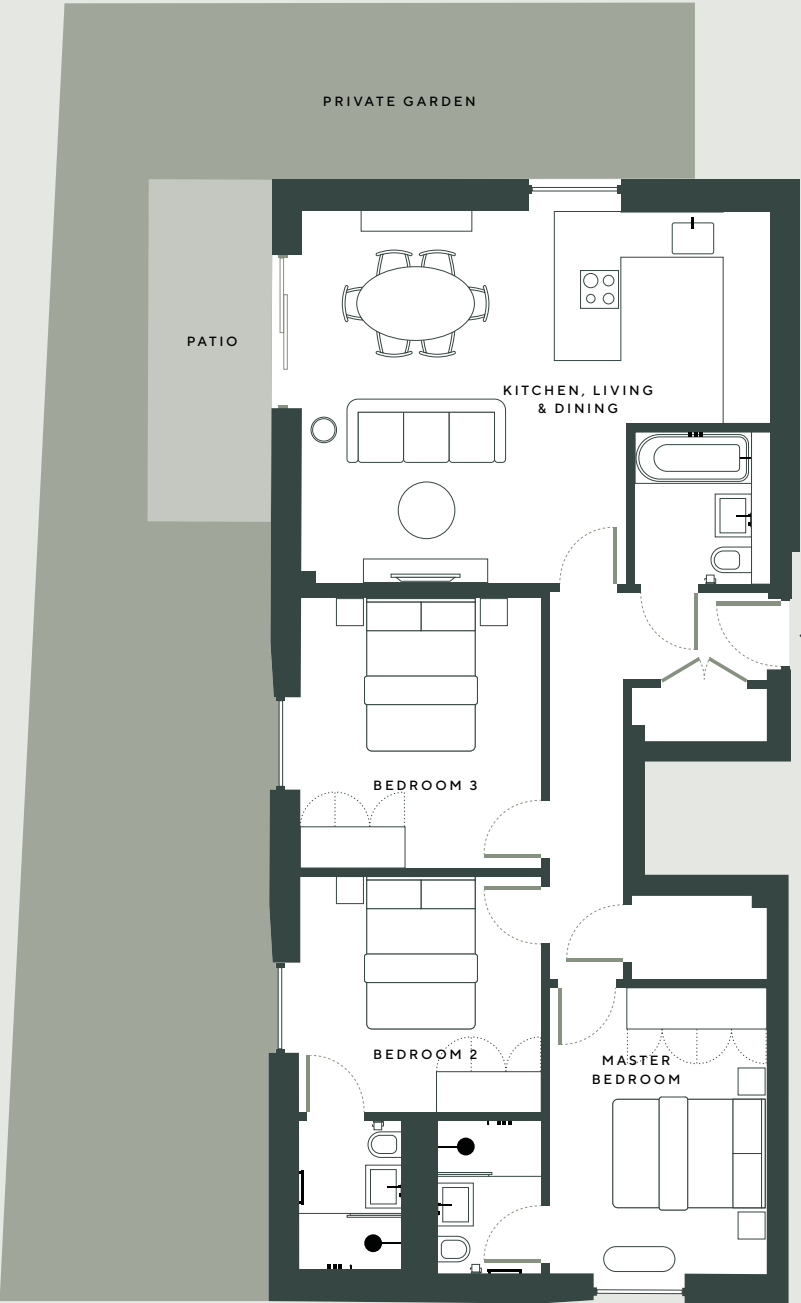 PRIVATE GARDEN
PATIO
KITCHEN, LIVING
& DINING
BEDROOM 3
BEDROOM 2
MASTER
BEDROOM